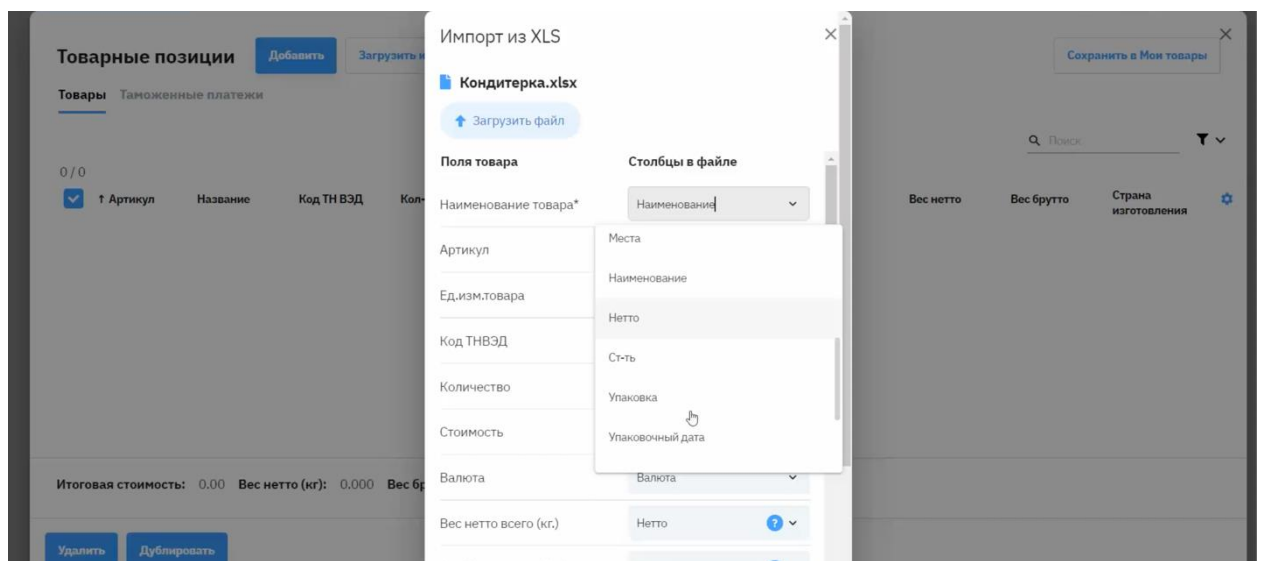 Импорт из XLS
Товарные позиции
Добавить
Загрузить
Сохранить в Мои товары
Кондитерка.xlsx
Товары Таможенные платежи
Загрузить файл
Поиск
Поля товара Столбцы в файле
0 / 0
↑ Артикул Название Код ТН ВЭД Кол- Вес нетто Вес брутто Страна изготовления
Наименование товара* Наименование
Артикул
Ед.изм.товара
Код ТНВЭД
Количество
Стоимость
Места
Наименование
Нетто
Ст-ть
Упаковка
Упаковочный дата
Валюта Валюта
Итоговая стоимость: 0.00 Вес нетто (кг): 0.000 Вес
Вес нетто всего (кг.) Нетто ?
Удалить Дублировать